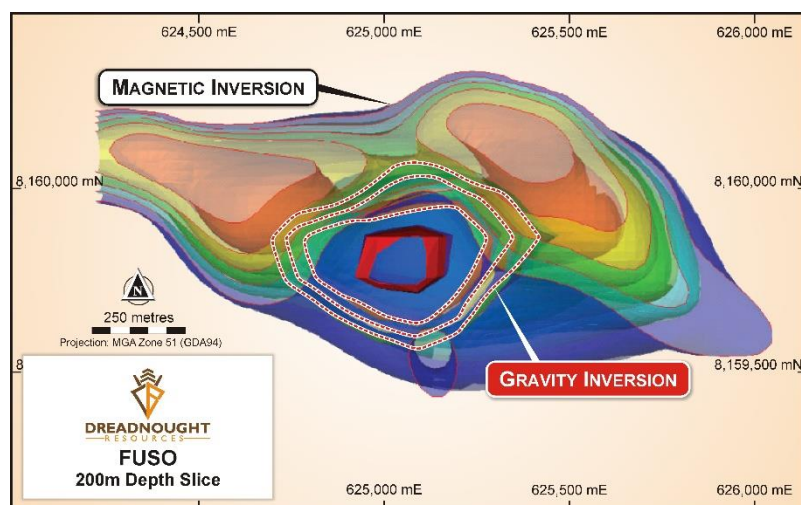 624,500 mE
625,000 mE
625,500 mE
626,000 mE
MAGNETIC INVERSION
8,160,000 mN
8,160,000 mN
N
250 metres
Projection: MGA Zone 51 (GDA94)
8,159,500 mN
GRAVITY INVERSION
DREADNOUGHT
RESOURCES
FUSO
200m Depth Slice
625,000 mE
625,500 mE
626,000 mE